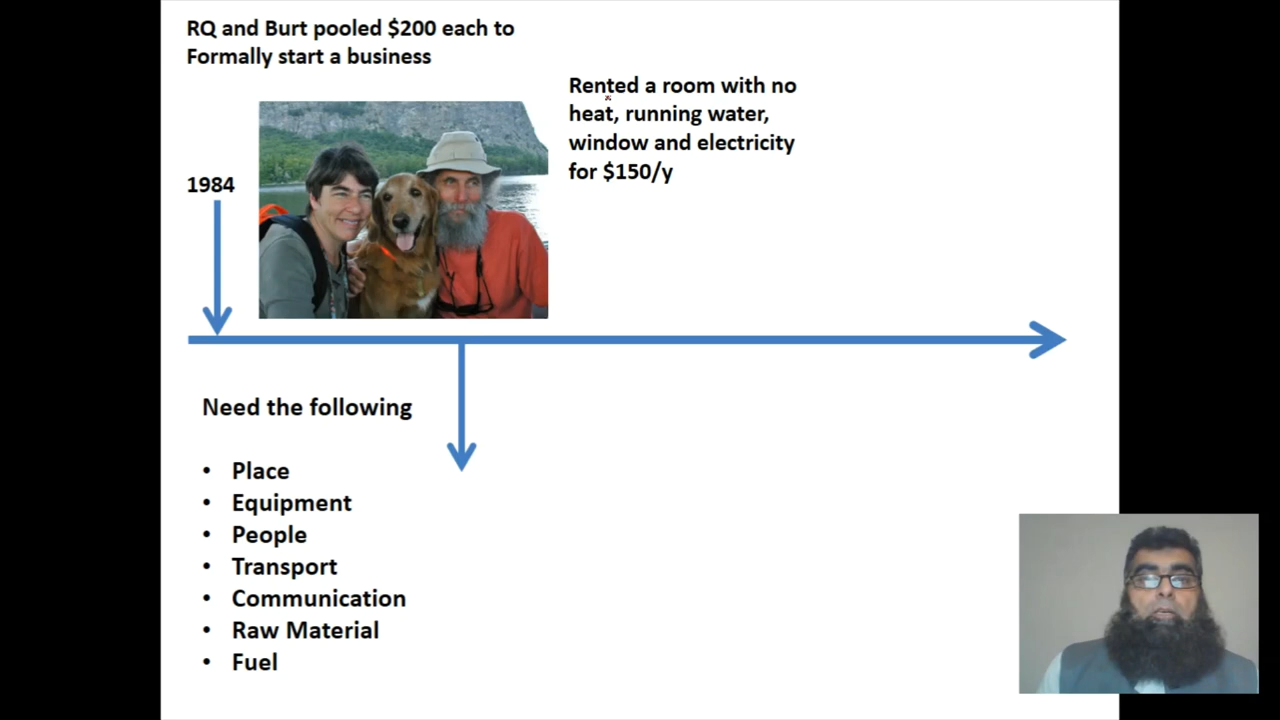 RQ and Burt pooled $200 each to
Formally start a business
Rented a room with no
heat, running water,
window and electricity
for $150/y
1984
Need the following
• Place
• Equipment
• People
• Transport
• Communication
• Raw Material
• Fuel